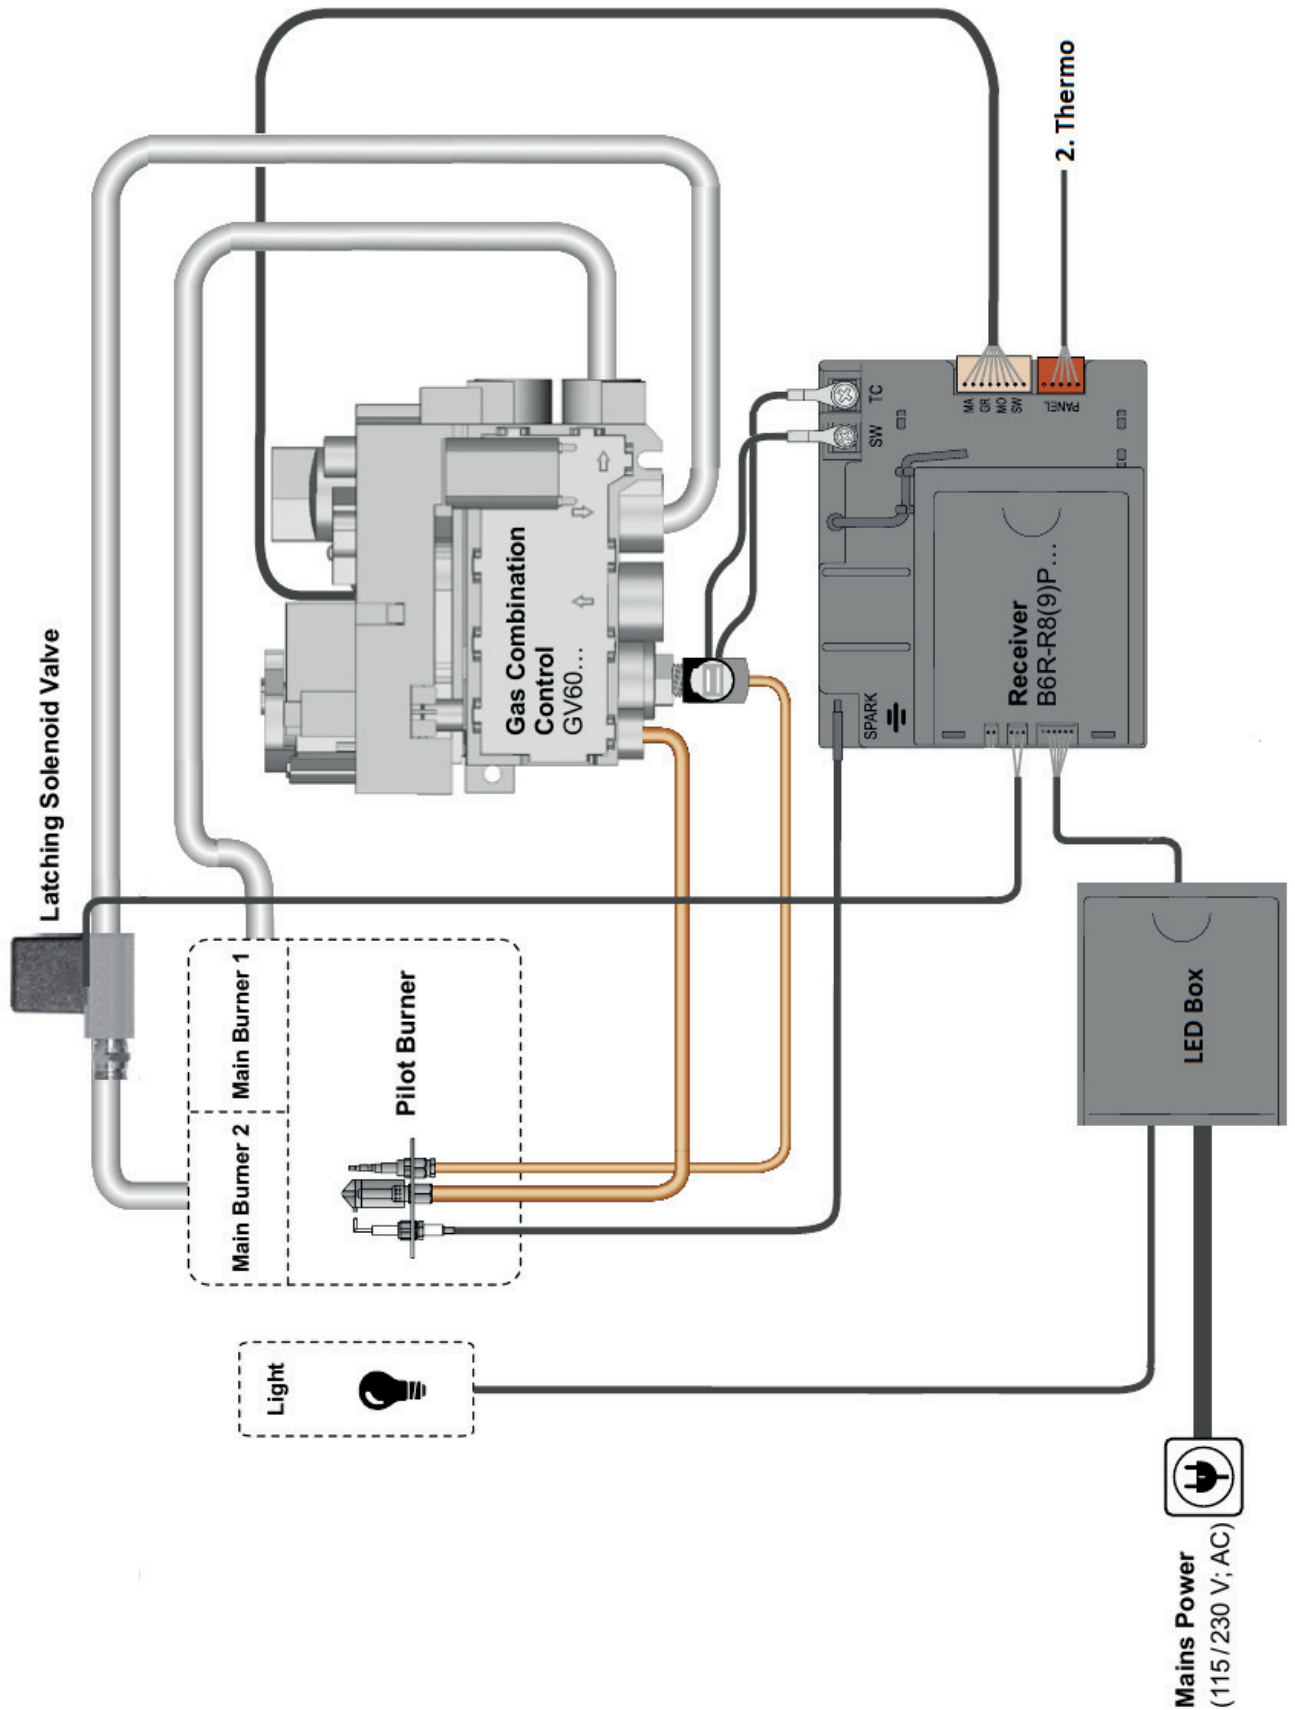 Latching Solenoid Valve
Main Burner 2
Main Burner 1
Pilot Burner
Light
Gas Combination
Control
GV60...
SW
TC
MA
GR
MO
SW
PANEL
2. Thermo
SPARK
Receiver
B6R-R8(9)P...
LED Box
Mains Power
(115/230 V; AC)